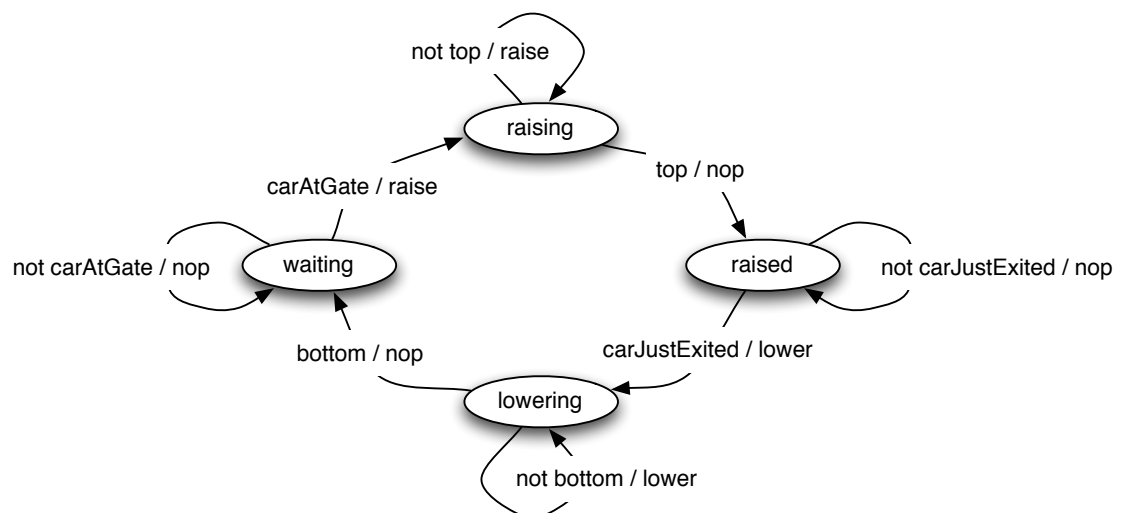 not top / raise
raising
top / nop
carAtGate / raise
not carAtGate / nop
waiting
raised
not carJustExited / nop
bottom / nop
carJustExited / lower
lowering
not bottom / lower